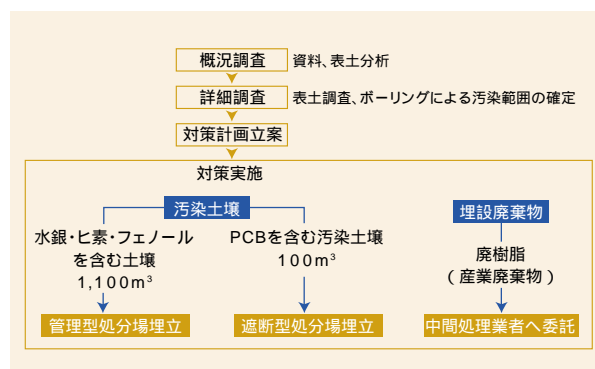 概況調査 資料、表土分析
詳細調査 表土調査、ボーリングによる汚染範囲の確定
対策計画立案
対策実施
汚染土壌
水銀・ヒ素・フェノール
を含む土壌
1,100m³
管理型処分場埋立
PCBを含む汚染土壌
100m³
遮断型処分場埋立
埋設廃棄物
廃樹脂
(産業廃棄物)
中間処理業者へ委託